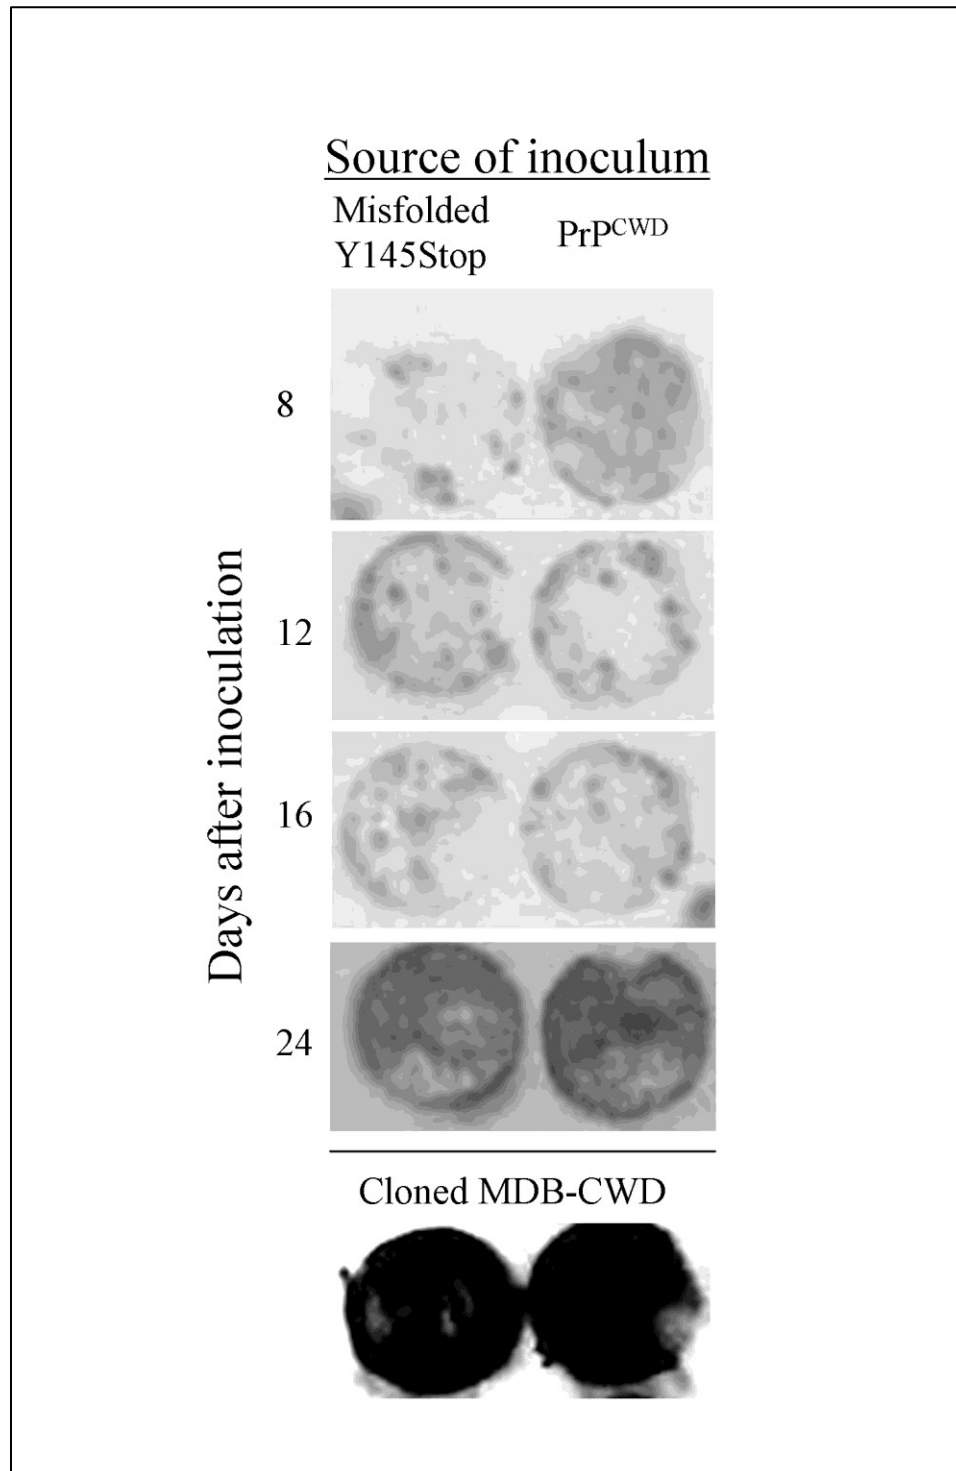 Source of inoculum
Misfolded
Y145Stop
PrPCWD
Days after inoculation
8
12
16
24
Cloned MDB-CWD